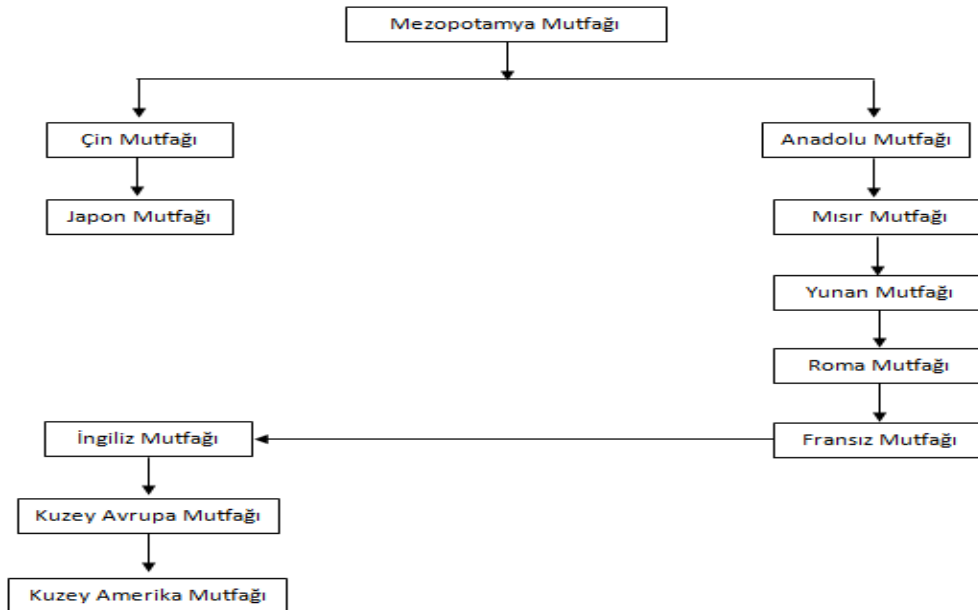 Mezopotamya Mutfağı
Çin Mutfağı
Anadolu Mutfağı
Japon Mutfağı
Mısır Mutfağı
Yunan Mutfağı
Roma Mutfağı
İngiliz Mutfağı
Fransız Mutfağı
Kuzey Avrupa Mutfağı
Kuzey Amerika Mutfağı